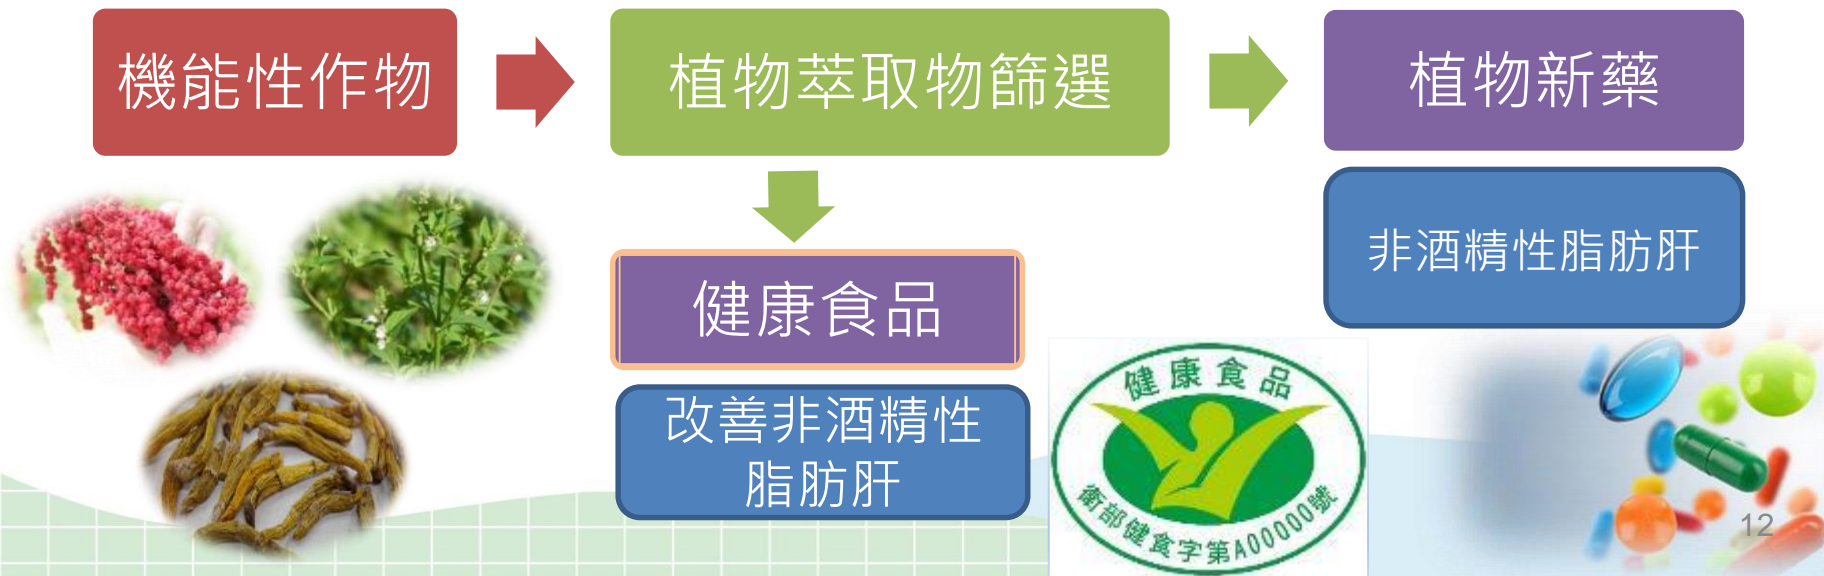 機能性作物
植物萃取物篩選
植物新藥
健康食品
改善非酒精性
脂肪肝
非酒精性脂肪肝
健康食品
衛部健食字第A00000號
12